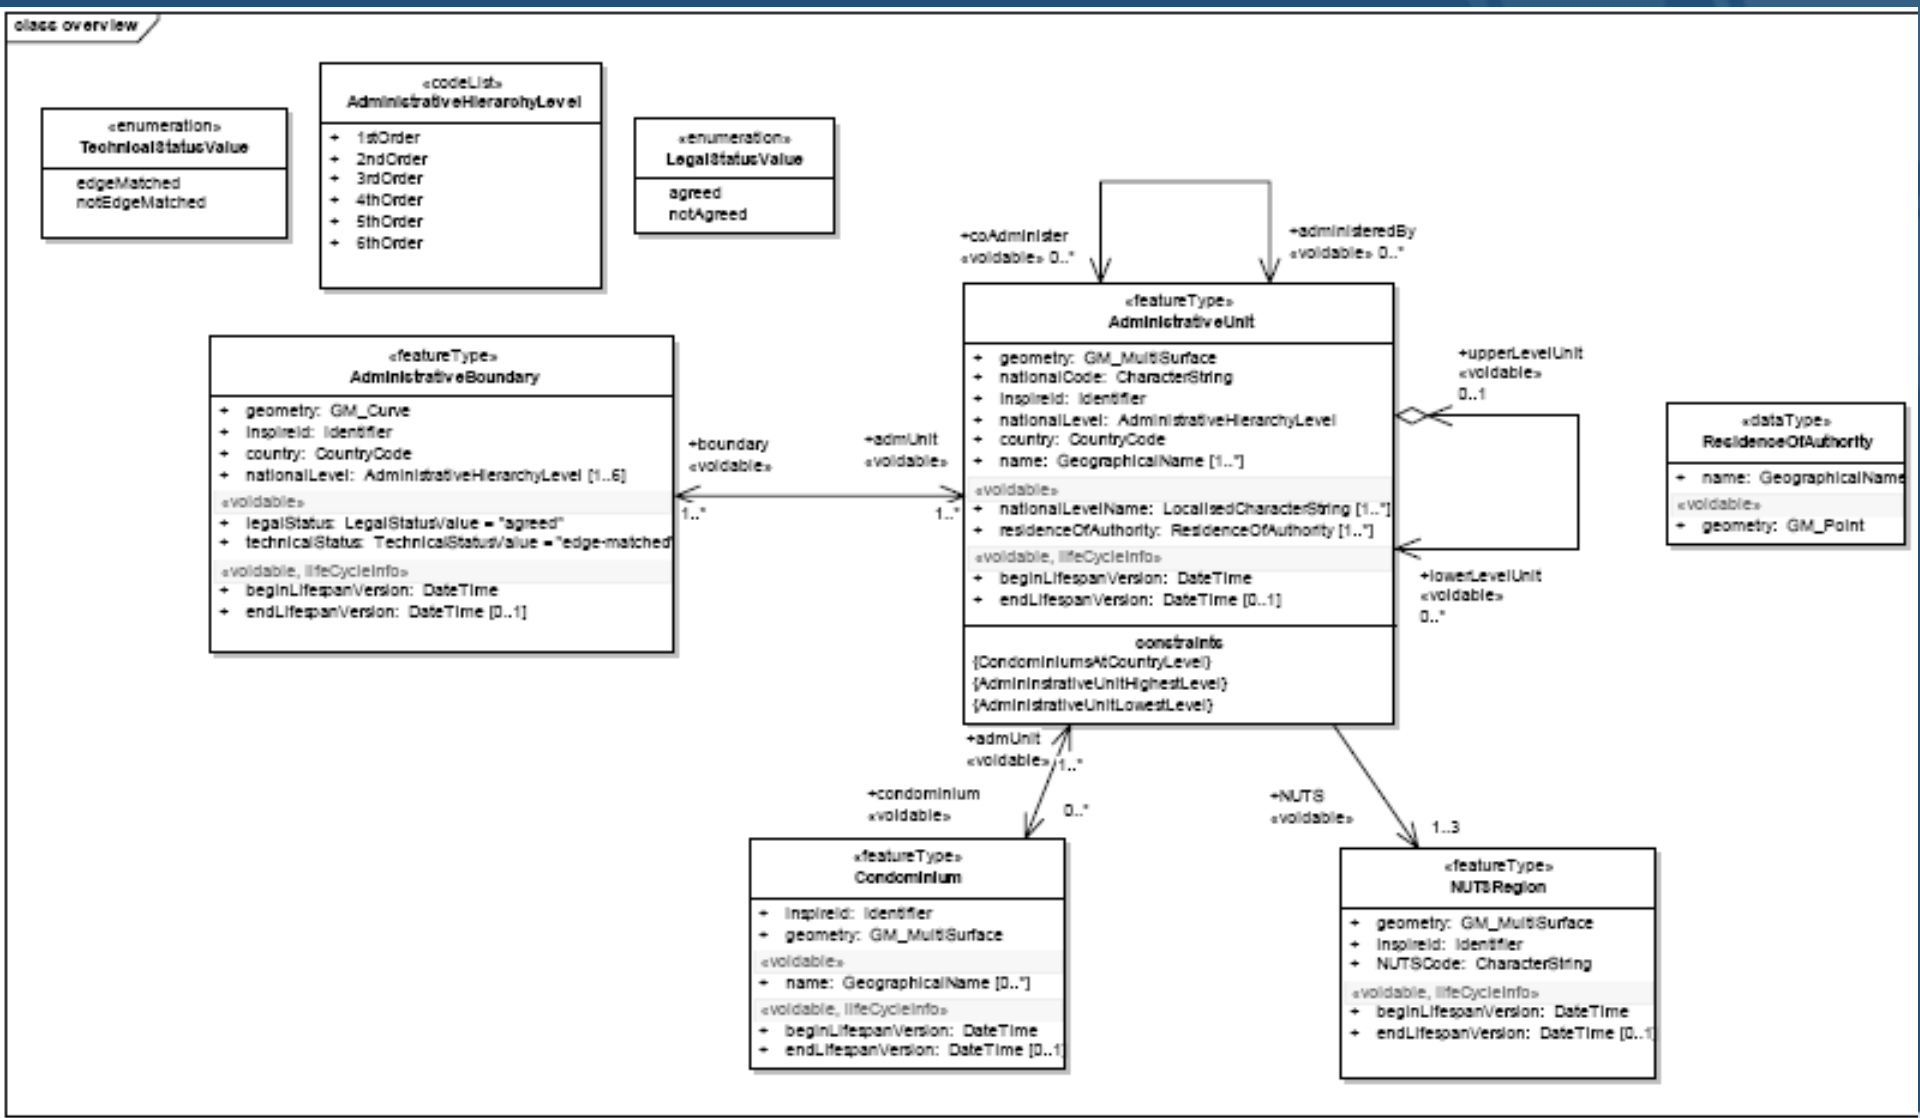 class overview
«enumeration»
TechnicalStatusValue
edgeMatched
notEdgeMatched
«codeList»
AdministrativeHierarchyLevel
+ 1stOrder
+ 2ndOrder
+ 3rdOrder
+ 4thOrder
+ 5thOrder
+ 6thOrder
«enumeration»
LegalStatusValue
agreed
notAgreed
+coAdminister
«voidable» 0..*
+administeredBy
«voidable» 0..*
«featureType»
AdministrativeBoundary
+ geometry: GM_Curve
+ inspireId: Identifier
+ country: CountryCode
+ nationalLevel: AdministrativeHierarchyLevel [1..6]
«voidable»
+ legalStatus: LegalStatusValue = "agreed"
+ technicalStatus: TechnicalStatusValue = "edge-matched"
«voidable, lifeCycleInfo»
+ beginLifespanVersion: DateTime
+ endLifespanVersion: DateTime [0..1]
+boundary
«voidable»
1..*
+admUnit
«voidable»
1..*
«featureType»
AdministrativeUnit
+ geometry: GM_MultiSurface
+ nationalCode: CharacterString
+ inspireId: Identifier
+ nationalLevel: AdministrativeHierarchyLevel
+ country: CountryCode
+ name: GeographicalName [1..*]
«voidable»
+ nationalLevelName: LocalisedCharacterString [1..*]
+ residenceOfAuthority: ResidenceOfAuthority [1..*]
«voidable, lifeCycleInfo»
+ beginLifespanVersion: DateTime
+ endLifespanVersion: DateTime [0..1]
constraints
{CondominiumsAtCountryLevel}
{AdmininstrativeUnitHighestLevel}
{AdministrativeUnitLowestLevel}
+upperLevelUnit
«voidable»
0..1
+lowerLevelUnit
«voidable»
0..*
«dataType»
ResidenceOfAuthority
+ name: GeographicalName
«voidable»
+ geometry: GM_Point
+admUnit
«voidable»
1..*
+condominium
«voidable»
0..*
+NUTS
«voidable»
1..3
«featureType»
Condominium
+ inspireId: Identifier
+ geometry: GM_MultiSurface
«voidable»
+ name: GeographicalName [0..*]
«voidable, lifeCycleInfo»
+ beginLifespanVersion: DateTime
+ endLifespanVersion: DateTime [0..1
«featureType»
NUTSRegion
+ geometry: GM_MultiSurface
+ inspireId: Identifier
+ NUTSCode: CharacterString
«voidable, lifeCycleInfo»
+ beginLifespanVersion: DateTime
+ endLifespanVersion: DateTime [0..1